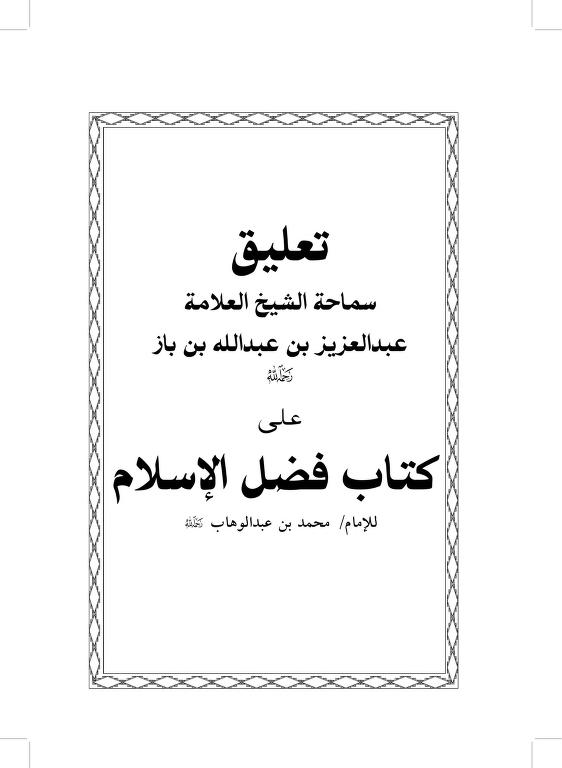 تعليق
سماحة الشيخ العلامة
عبدالعزيز بن عبدالله بن باز
رحمه الله
على
كتاب فضل الإسلام
للإمام/ محمد بن عبدالوهاب رحمه الله